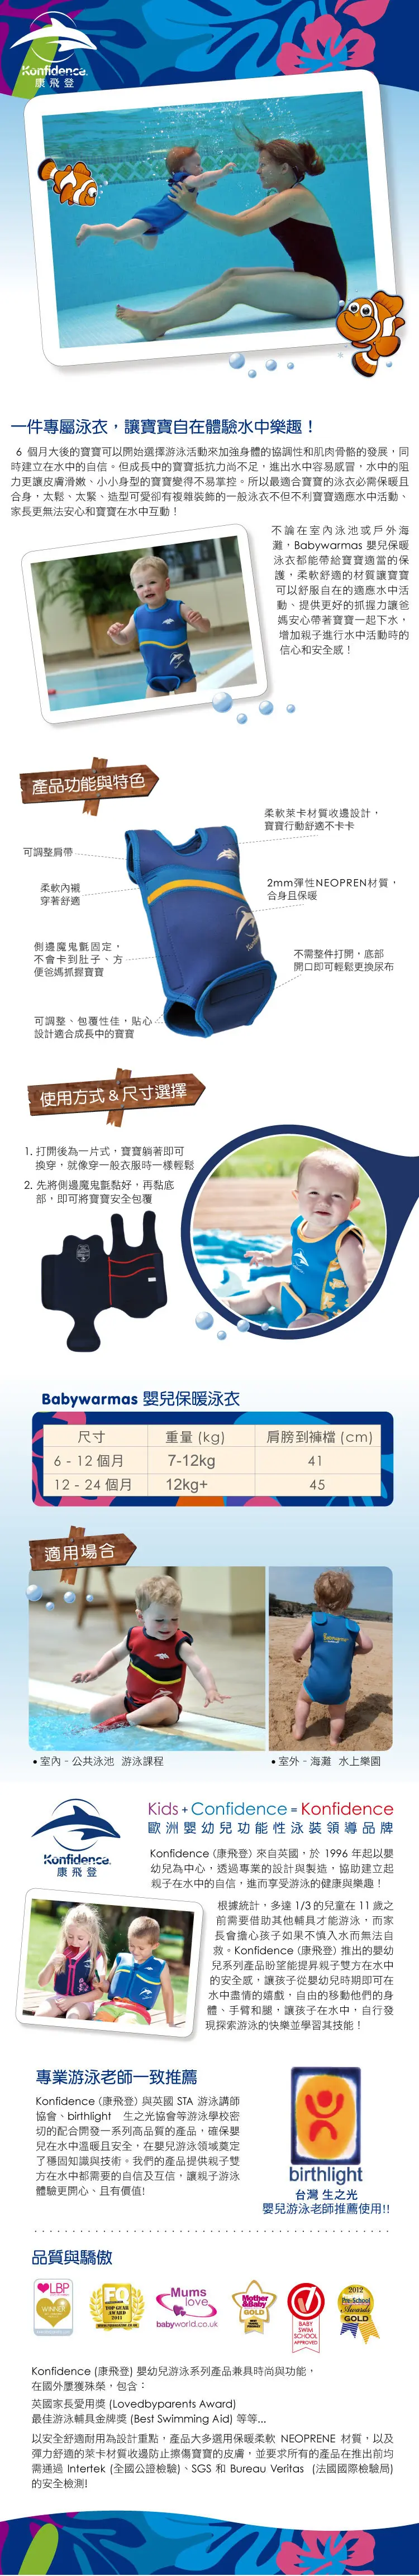 Konfidence®
康飛登
一件專屬泳衣，讓寶寶自在體驗水中樂趣！
6 個月大後的寶寶可以開始選擇游泳活動來加強身體的協調性和肌肉骨骼的發展，同
時建立在水中的自信。但成長中的寶寶抵抗力尚不足，進出水中容易感冒，水中的阻
力更讓皮膚滑嫩、小小身型的寶寶變得不易掌控。所以最適合寶寶的泳衣必需保暖且
合身，太鬆、太緊、造型可愛卻有複雜裝飾的一般泳衣不但不利寶寶適應水中活動、
家長更無法安心和寶寶在水中互動！
不論在室內泳池或戶外海
灘，Babywarmas 嬰兒保暖
泳衣都能帶給寶寶適當的保
護，柔軟舒適的材質讓寶寶
可以舒服自在的適應水中活
動、提供更好的抓握力讓爸
媽安心帶著寶寶一起下水，
增加親子進行水中活動時的
信心和安全感！
產品功能與特色
柔軟萊卡材質收邊設計，
寶寶行動舒適不卡卡
可調整肩帶
柔軟內襯
穿著舒適
2mm彈性NEOPREN材質，
合身且保暖
側邊魔鬼氈固定，
不會卡到肚子、方
便爸媽抓握寶寶
不需整件打開，底部
開口即可輕鬆更換尿布
可調整、包覆性佳，貼心
設計適合成長中的寶寶
使用方式＆尺寸選擇
1. 打開後為一片式，寶寶躺著即可
換穿，就像穿一般衣服時一樣輕鬆
2. 先將側邊魔鬼氈黏好，再黏底
部，即可將寶寶安全包覆
Babywarmas 嬰兒保暖泳衣
尺寸 重量 (kg) 肩膀到褲檔 (cm)
6 - 12 個月 7-12kg 41
12 - 24 個月 12kg+ 45
適用場合
• 室內 - 公共泳池 游泳課程
• 室外 - 海灘 水上樂園
Konfidence®
康飛登
Kids + Confidence = Konfidence
歐洲嬰幼兒功能性泳裝領導品牌
Konfidence (康飛登) 來自英國，於 1996 年起以嬰
幼兒為中心，透過專業的設計與製造，協助建立起
親子在水中的自信，進而享受游泳的健康與樂趣！
根據統計，多達 1/3 的兒童在 11 歲之
前需要借助其他輔具才能游泳，而家
長會擔心孩子如果不慎入水而無法自
救。Konfidence (康飛登) 推出的嬰幼
兒系列產品盼望能提昇親子雙方在水中
的安全感，讓孩子從嬰幼兒時期即可在
水中盡情的嬉戲，自由的移動他們的身
體、手臂和腿，讓孩子在水中，自行發
現探索游泳的快樂並學習其技能！
專業游泳老師一致推薦
Konfidence (康飛登) 與英國 STA 游泳講師
協會、birthlight 生之光協會等游泳學校密
切的配合開發一系列高品質的產品，確保嬰
兒在水中溫暖且安全，在嬰兒游泳領域奠定
了穩固知識與技術。我們的產品提供親子雙
方在水中都需要的自信及互信，讓親子游泳
體驗更開心、且有價值!
birthlight
台灣 生之光
嬰兒游泳老師推薦使用!!
品質與驕傲
LBP
WINNER
50
TOP GEAR
AWARD
2011
Mums
love
babyworld.co.uk
Mother
&Baby
GOLD
BABY
SWIM
SCHOOL
APPROVED
2012
Pre-School
Awards
GOLD
Konfidence (康飛登) 嬰幼兒游泳系列產品兼具時尚與功能，
在國外屢獲殊榮，包含：
英國家長愛用獎 (Lovedbyparents Award)
最佳游泳輔具金牌獎 (Best Swimming Aid) 等等...
以安全舒適耐用為設計重點，產品大多選用保暖柔軟 NEOPRENE 材質，以及
彈力舒適的萊卡材質收邊防止擦傷寶寶的皮膚，並要求所有的產品在推出前均
需通過 Intertek (全國公證檢驗)、SGS 和 Bureau Veritas (法國國際檢驗局)
的安全檢測!